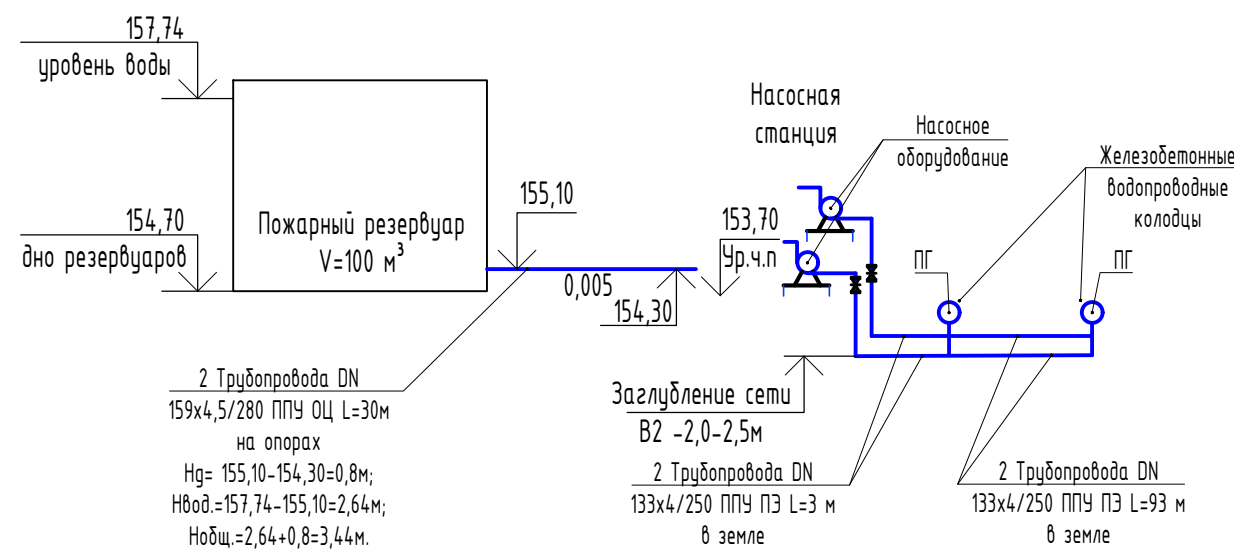 157,74
уровень воды
154,70
дно резервуаров
Пожарный резервуар
V=100 м³
155,10
0,005
154,30
153,70
Ур.ч.п
Насосная
станция
Насосное
оборудование
Железобетонные
водопроводные
колодцы
ПГ
ПГ
Заглубление сети
В2 -2,0-2,5м
2 Трубопровода DN
159х4,5/280 ППУ ОЦ L=30м
на опорах
Нg= 155,10-154,30=0,8м;
Нвод.=157,74-155,10=2,64м;
Нобщ.=2,64+0,8=3,44м.
2 Трубопровода DN
133х4/250 ППУ ПЭ L=3 м
в земле
2 Трубопровода DN
133х4/250 ППУ ПЭ L=93 м
в земле